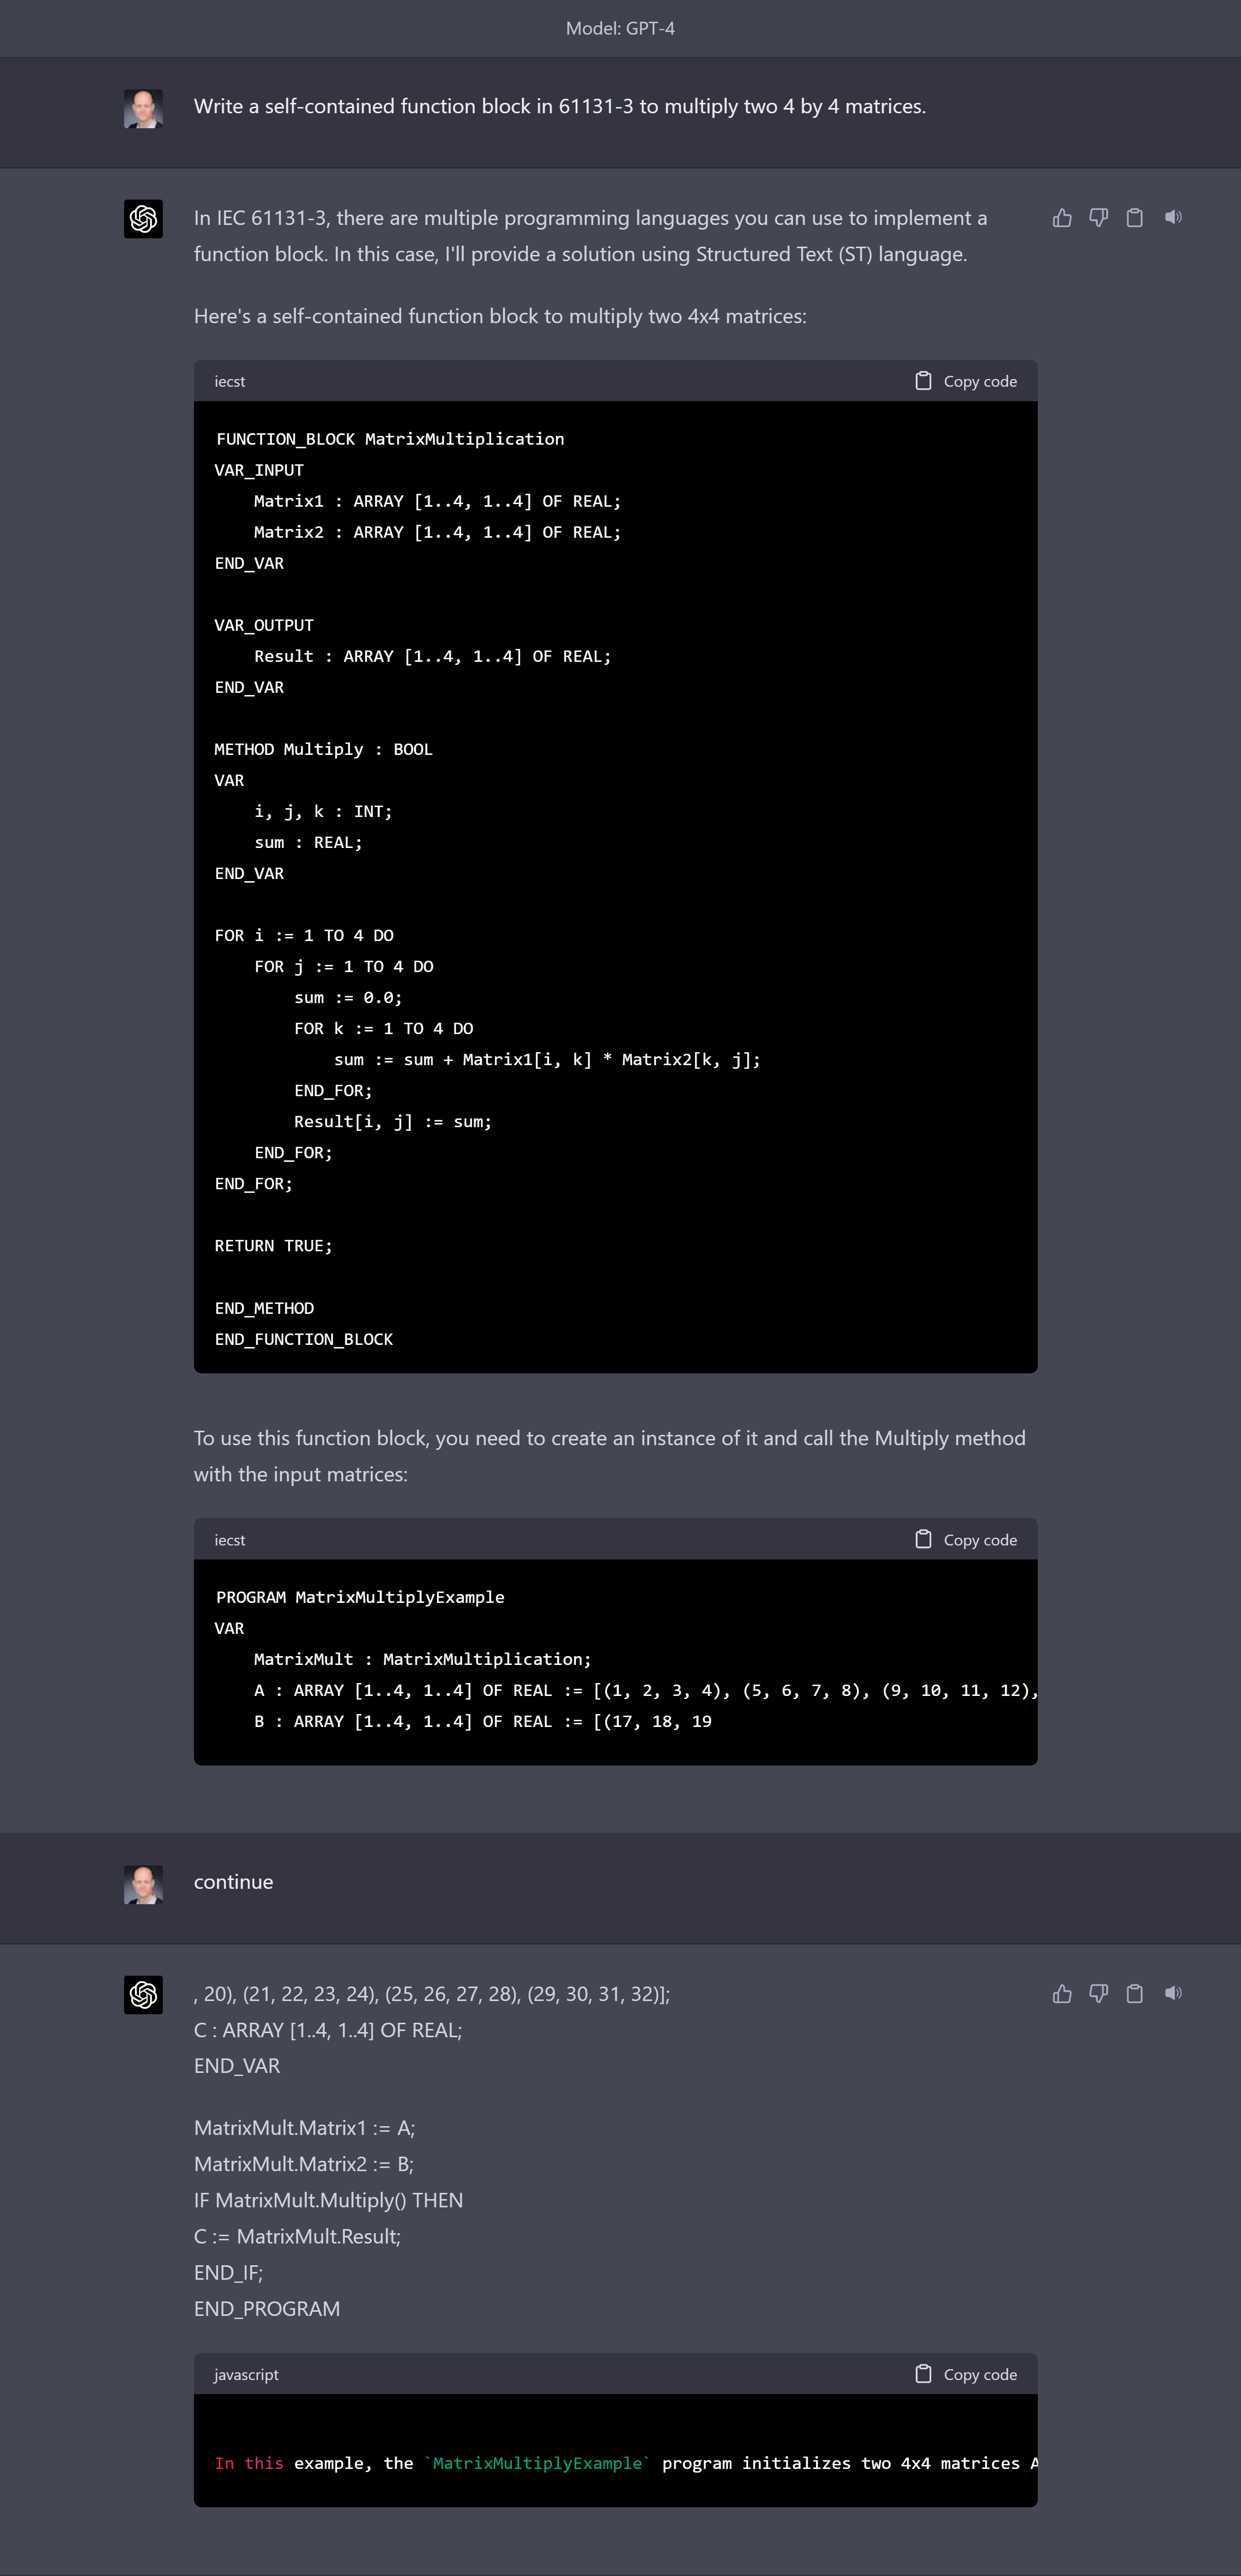 Model: GPT-4
Write a self-contained function block in 61131-3 to multiply two 4 by 4 matrices.
In IEC 61131-3, there are multiple programming languages you can use to implement a
function block. In this case, I'll provide a solution using Structured Text (ST) language.
Here's a self-contained function block to multiply two 4x4 matrices:
iecst Copy code
FUNCTION_BLOCK MatrixMultiplication
VAR_INPUT
    Matrix1 : ARRAY [1..4, 1..4] OF REAL;
    Matrix2 : ARRAY [1..4, 1..4] OF REAL;
END_VAR
VAR_OUTPUT
    Result : ARRAY [1..4, 1..4] OF REAL;
END_VAR
METHOD Multiply : BOOL
VAR
    i, j, k : INT;
    sum : REAL;
END_VAR
FOR i := 1 TO 4 DO
    FOR j := 1 TO 4 DO
        sum := 0.0;
        FOR k := 1 TO 4 DO
            sum := sum + Matrix1[i, k] * Matrix2[k, j];
        END_FOR;
        Result[i, j] := sum;
    END_FOR;
END_FOR;
RETURN TRUE;
END_METHOD
END_FUNCTION_BLOCK
To use this function block, you need to create an instance of it and call the Multiply method
with the input matrices:
iecst Copy code
PROGRAM MatrixMultiplyExample
VAR
    MatrixMult : MatrixMultiplication;
    A : ARRAY [1..4, 1..4] OF REAL := [(1, 2, 3, 4), (5, 6, 7, 8), (9, 10, 11, 12),
    B : ARRAY [1..4, 1..4] OF REAL := [(17, 18, 19
continue
, 20), (21, 22, 23, 24), (25, 26, 27, 28), (29, 30, 31, 32)];
C : ARRAY [1..4, 1..4] OF REAL;
END_VAR
MatrixMult.Matrix1 := A;
MatrixMult.Matrix2 := B;
IF MatrixMult.Multiply() THEN
C := MatrixMult.Result;
END_IF;
END_PROGRAM
javascript Copy code
In this example, the `MatrixMultiplyExample` program initializes two 4x4 matrices A